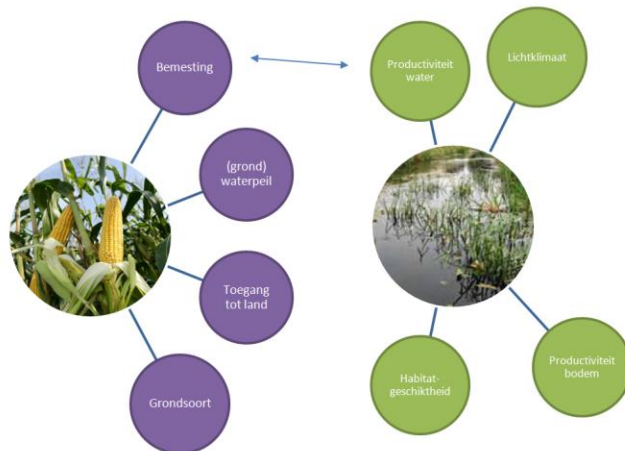 Bemesting
(grond)
waterpeil
Toegang
tot land
Grondsoort
Productiviteit
water
Lichtklimaat
Habitat-
geschiktheid
Productiviteit
bodem